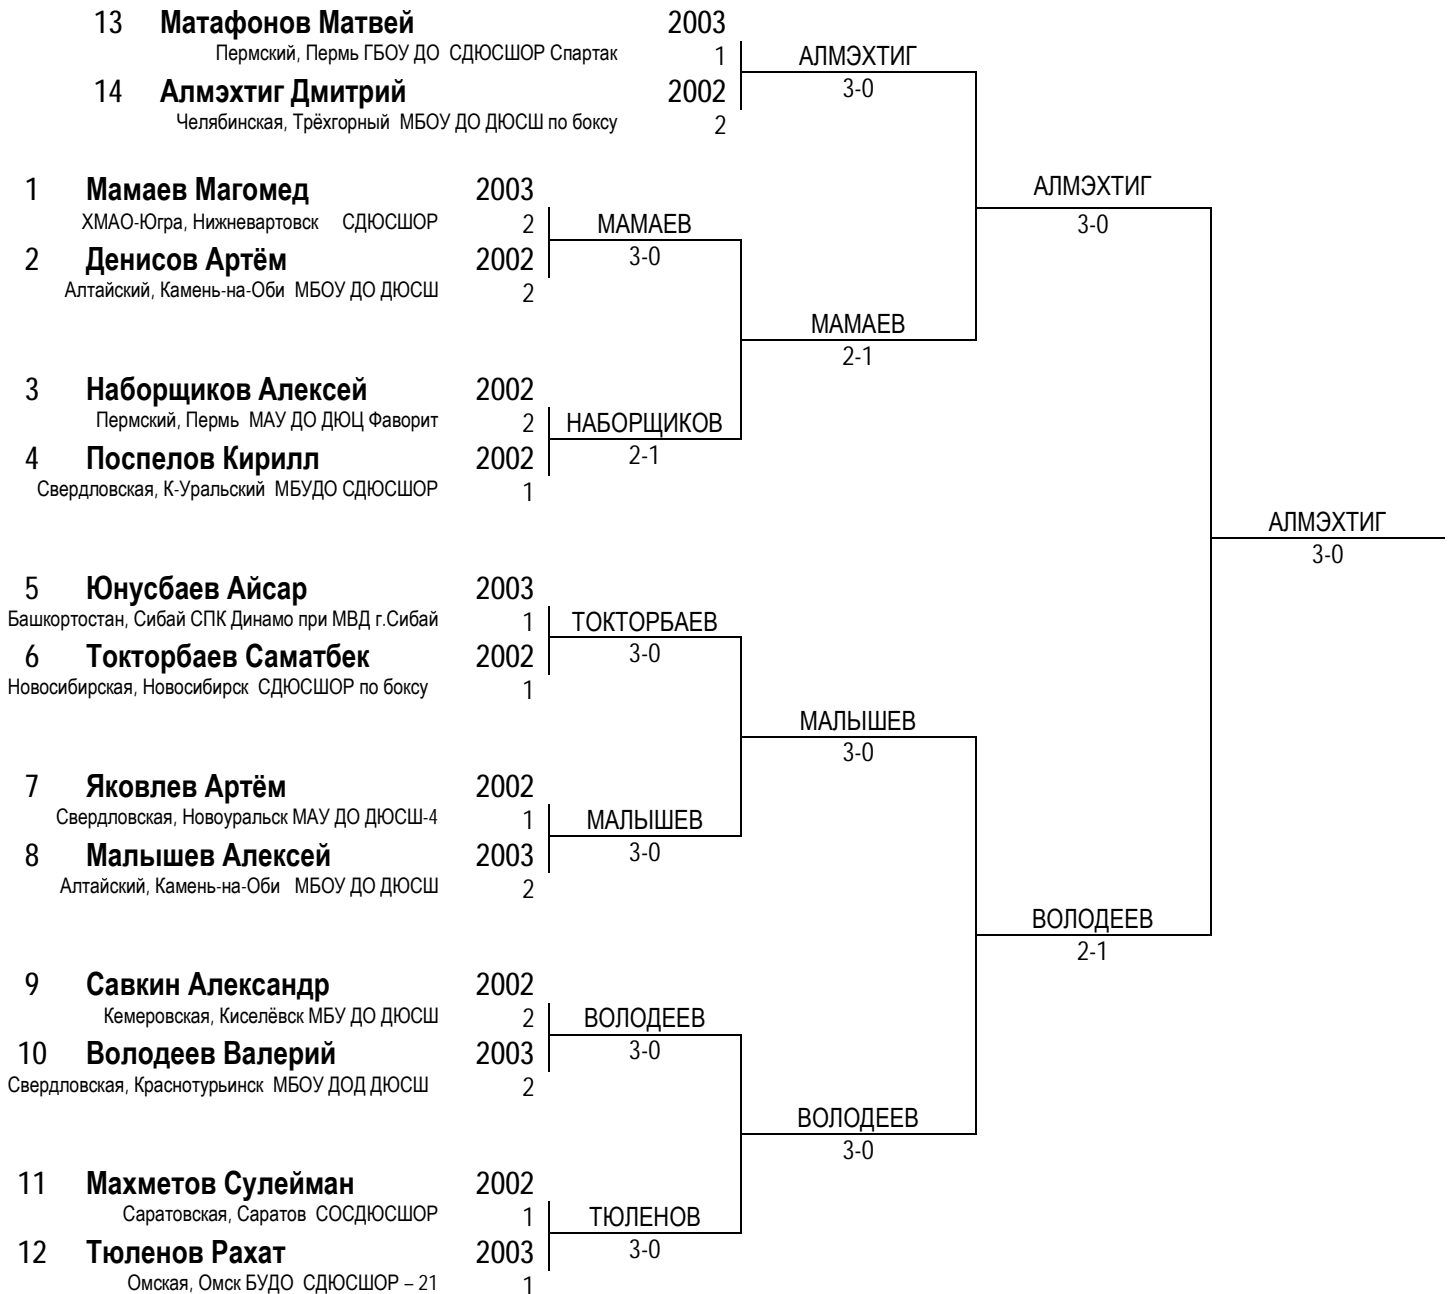 13 Матафонов Матвей 2003
Пермский, Пермь ГБОУ ДО СДЮСШОР Спартак 1 АЛМЭХТИГ
3-0
14 Алмэхтиг Дмитрий 2002
Челябинская, Трёхгорный МБОУ ДО ДЮСШ по боксу 2
1 Мамаев Магомед 2003 АЛМЭХТИГ
ХМАО-Югра, Нижневартовск СДЮСШОР 2 МАМАЕВ 3-0
2 Денисов Артём 2002 3-0
Алтайский, Камень-на-Оби МБОУ ДО ДЮСШ 2
МАМАЕВ
2-1
3 Наборщиков Алексей 2002
Пермский, Пермь МАУ ДО ДЮЦ Фаворит 2 НАБОРЩИКОВ
4 Поспелов Кирилл 2002 2-1
Свердловская, К-Уральский МБУДО СДЮСШОР 1
АЛМЭХТИГ
3-0
5 Юнусбаев Айсар 2003
Башкортостан, Сибай СПК Динамо при МВД г.Сибай 1 ТОКТОРБАЕВ
6 Токторбаев Саматбек 2002 3-0
Новосибирская, Новосибирск СДЮСШОР по боксу 1
МАЛЫШЕВ
3-0
7 Яковлев Артём 2002
Свердловская, Новоуральск МАУ ДО ДЮСШ-4 1 МАЛЫШЕВ
8 Малышев Алексей 2003 3-0
Алтайский, Камень-на-Оби МБОУ ДО ДЮСШ 2
ВОЛОДЕЕВ
2-1
9 Савкин Александр 2002
Кемеровская, Киселёвск МБУ ДО ДЮСШ 2 ВОЛОДЕЕВ
10 Володеев Валерий 2003 3-0
Свердловская, Краснотурьинск МБОУ ДОД ДЮСШ 2
ВОЛОДЕЕВ
3-0
11 Махметов Сулейман 2002
Саратовская, Саратов СОСДЮСШОР 1 ТЮЛЕНОВ
12 Тюленов Рахат 2003 3-0
Омская, Омск БУДО СДЮСШОР – 21 1